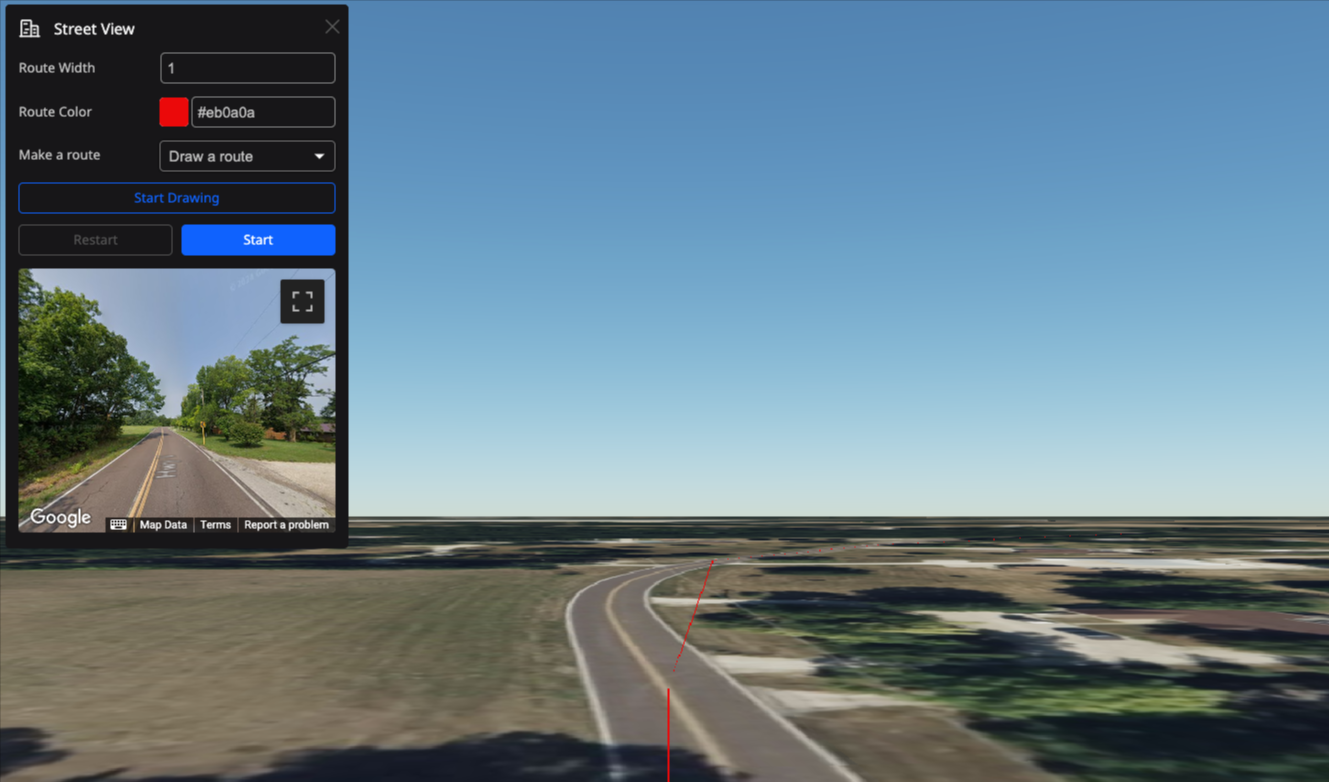 Street View
Route Width
1
Route Color
#eb0a0a
Make a route
Draw a route
Start Drawing
Restart
Start
Hwy
Google
Map Data
Terms
Report a problem